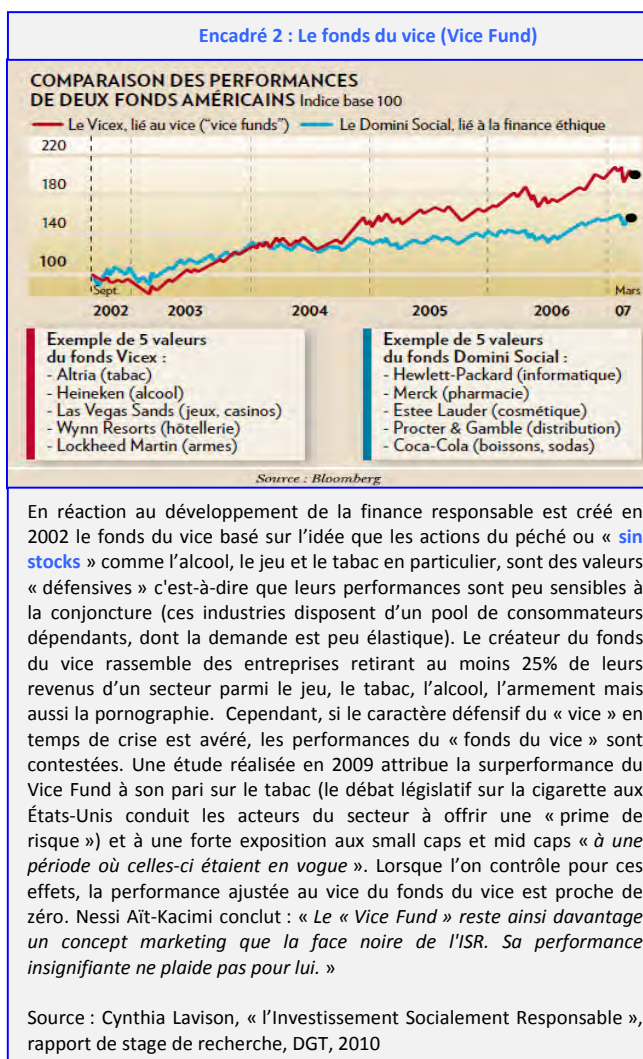 Encadré 2 : Le fonds du vice (Vice Fund)
COMPARAISON DES PERFORMANCES
DE DEUX FONDS AMÉRICAINS Indice base 100
Le Vicex, lié au vice ("vice funds") Le Domini Social, lié à la finance éthique
220
180
140
100
Sept. Mars
2002 2003 2004 2005 2006 07
Exemple de 5 valeurs
du fonds Vicex :
- Altria (tabac)
- Heineken (alcool)
- Las Vegas Sands (jeux, casinos)
- Wynn Resorts (hôtellerie)
- Lockheed Martin (armes)
Exemple de 5 valeurs
du fonds Domini Social :
- Hewlett-Packard (informatique)
- Merck (pharmacie)
- Estee Lauder (cosmétique)
- Procter & Gamble (distribution)
- Coca-Cola (boissons, sodas)
Source : Bloomberg
En réaction au développement de la finance responsable est créé en
2002 le fonds du vice basé sur l'idée que les actions du péché ou « sin
stocks » comme l'alcool, le jeu et le tabac en particulier, sont des valeurs
« défensives » c'est-à-dire que leurs performances sont peu sensibles à
la conjoncture (ces industries disposent d'un pool de consommateurs
dépendants, dont la demande est peu élastique). Le créateur du fonds
du vice rassemble des entreprises retirant au moins 25% de leurs
revenus d'un secteur parmi le jeu, le tabac, l'alcool, l'armement mais
aussi la pornographie. Cependant, si le caractère défensif du « vice » en
temps de crise est avéré, les performances du « fonds du vice » sont
contestées. Une étude réalisée en 2009 attribue la surperformance du
Vice Fund à son pari sur le tabac (le débat législatif sur la cigarette aux
États-Unis conduit les acteurs du secteur à offrir une « prime de
risque ») et à une forte exposition aux small caps et mid caps « à une
période où celles-ci étaient en vogue ». Lorsque l'on contrôle pour ces
effets, la performance ajustée au vice du fonds du vice est proche de
zéro. Nessi Aït-Kacimi conclut : « Le « Vice Fund » reste ainsi davantage
un concept marketing que la face noire de l'ISR. Sa performance
insignifiante ne plaide pas pour lui. »
Source : Cynthia Lavison, « l'Investissement Socialement Responsable »,
rapport de stage de recherche, DGT, 2010